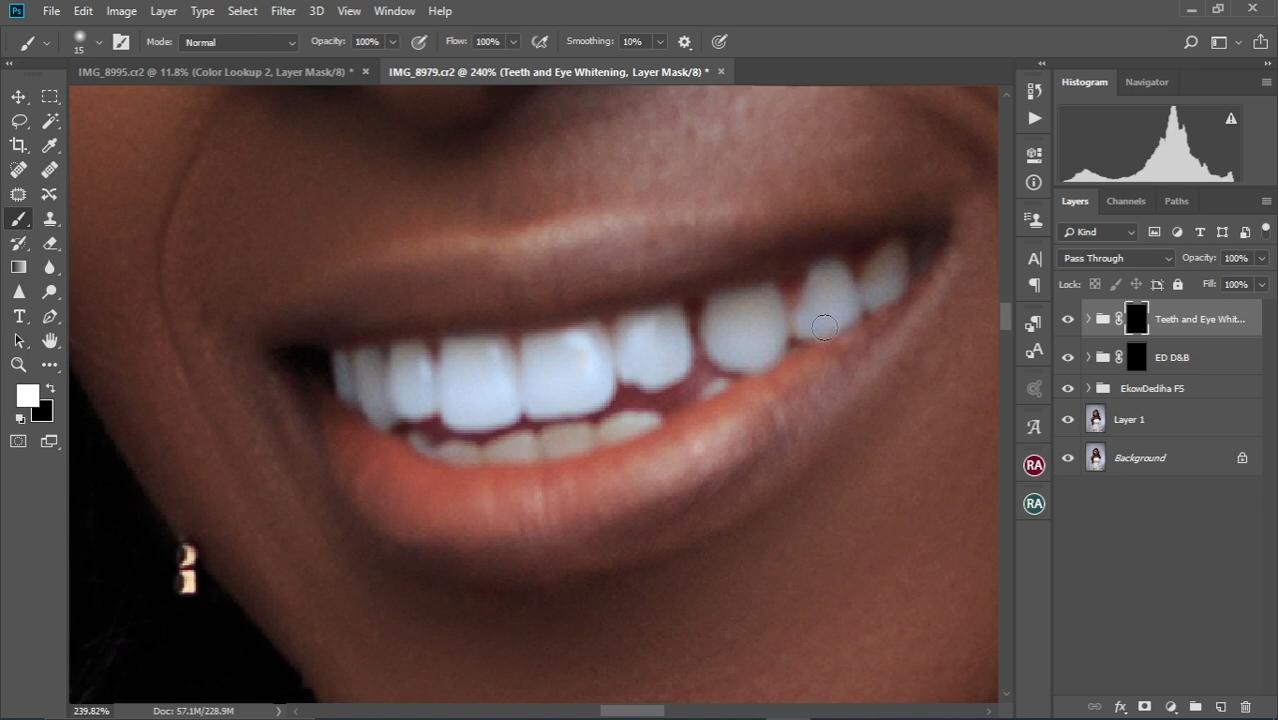 Ps File Edit Image Layer Type Select Filter 3D View Window Help
15 Mode: Normal Opacity: 100% Flow: 100% Smoothing: 10%
IMG_8995.cr2 @ 11.8% (Color Lookup 2, Layer Mask/8) * × IMG_8979.cr2 @ 240% (Teeth and Eye Whitening, Layer Mask/8) * ×
Histogram Navigator
Layers Channels Paths
Kind
Pass Through Opacity: 100%
Lock: Fill: 100%
Teeth and Eye Whit...
ED D&B
EkowDediha FS
Layer 1
Background
A
RA
RA
239.82% Doc: 57.1M/228.9M